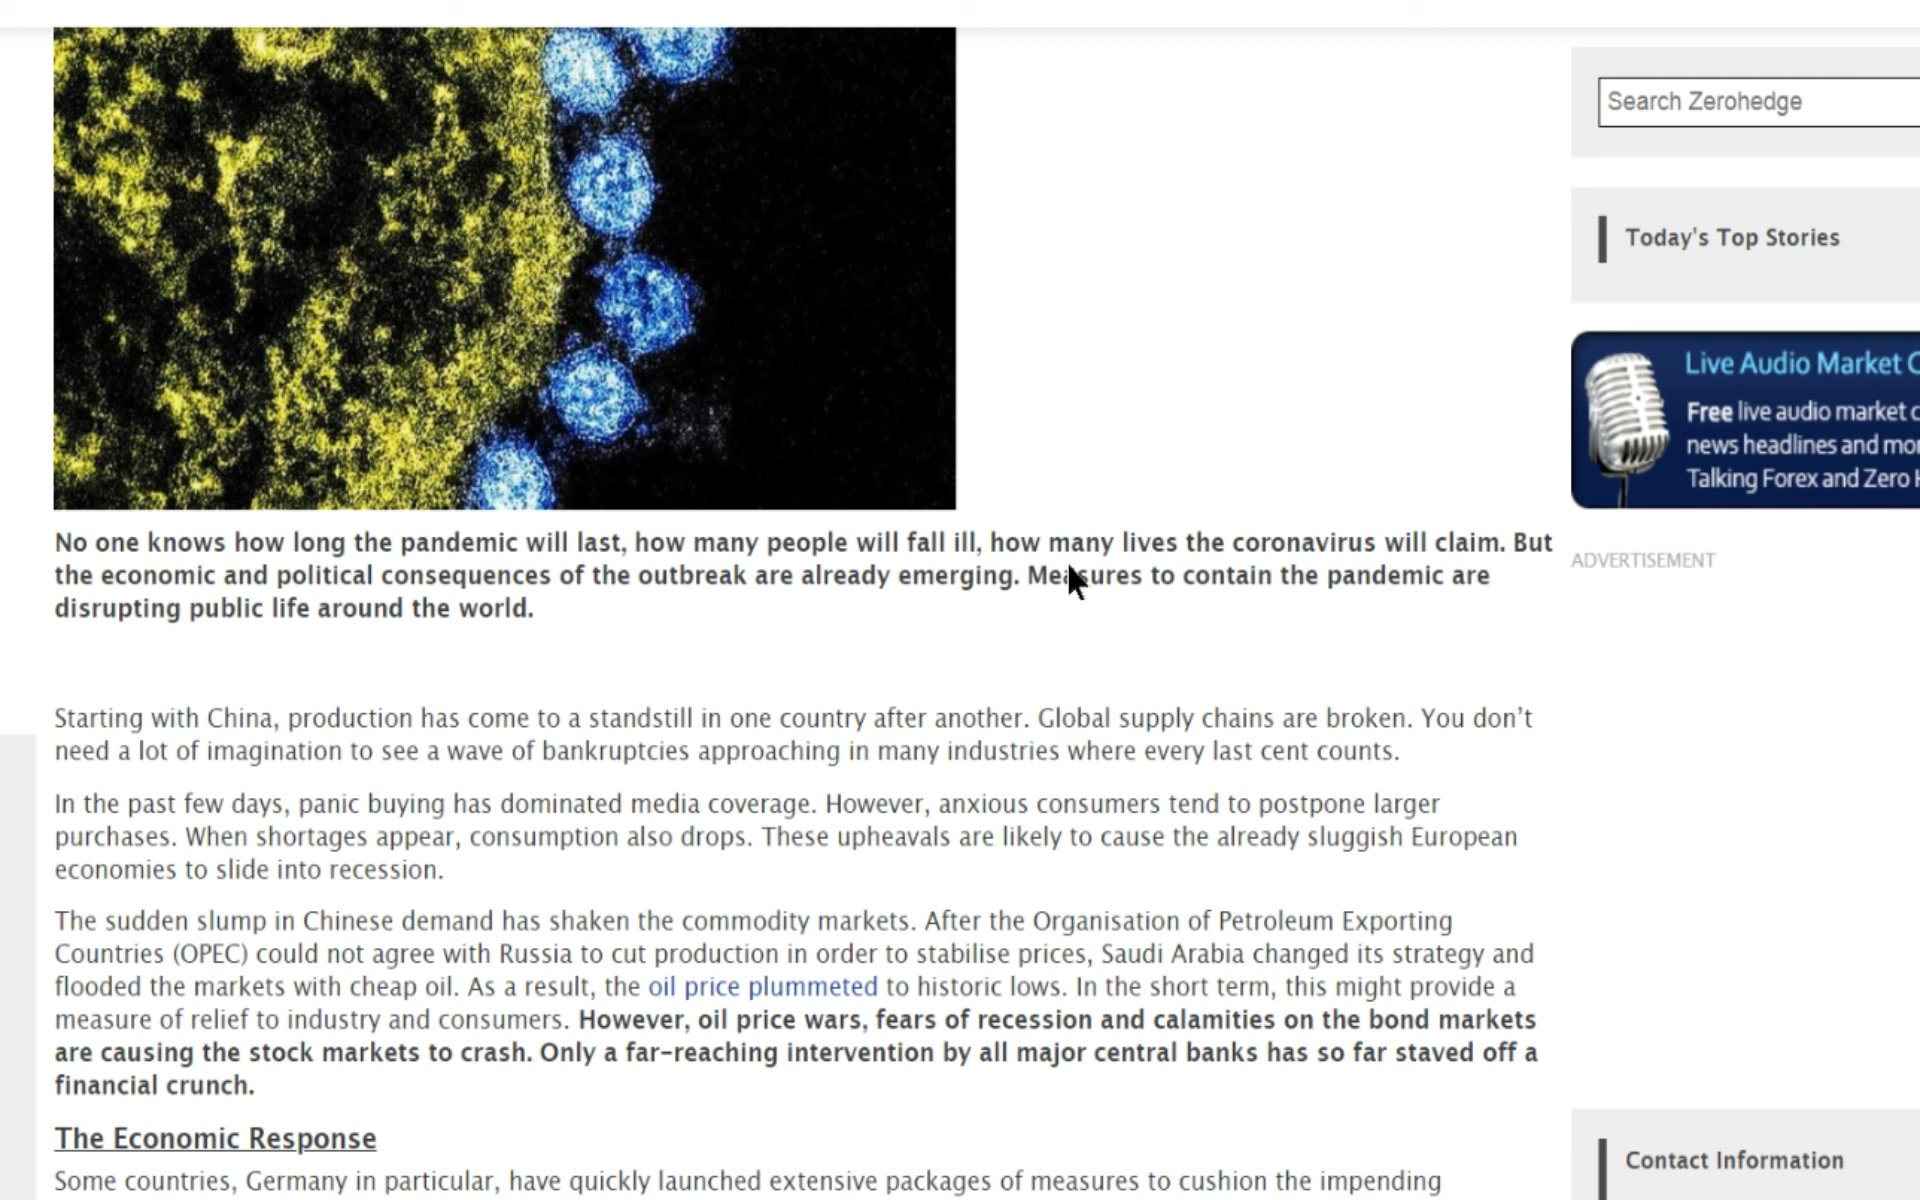 Search Zerohedge
Today's Top Stories
Live Audio Market
Free live audio market
news headlines and
Talking Forex and Zero
No one knows how long the pandemic will last, how many people will fall ill, how many lives the coronavirus will claim. But
the economic and political consequences of the outbreak are already emerging. Measures to contain the pandemic are
disrupting public life around the world.
ADVERTISEMENT
Starting with China, production has come to a standstill in one country after another. Global supply chains are broken. You don’t
need a lot of imagination to see a wave of bankruptcies approaching in many industries where every last cent counts.
In the past few days, panic buying has dominated media coverage. However, anxious consumers tend to postpone larger
purchases. When shortages appear, consumption also drops. These upheavals are likely to cause the already sluggish European
economies to slide into recession.
The sudden slump in Chinese demand has shaken the commodity markets. After the Organisation of Petroleum Exporting
Countries (OPEC) could not agree with Russia to cut production in order to stabilise prices, Saudi Arabia changed its strategy and
flooded the markets with cheap oil. As a result, the oil price plummeted to historic lows. In the short term, this might provide a
measure of relief to industry and consumers. However, oil price wars, fears of recession and calamities on the bond markets
are causing the stock markets to crash. Only a far-reaching intervention by all major central banks has so far staved off a
financial crunch.
The Economic Response
Some countries, Germany in particular, have quickly launched extensive packages of measures to cushion the impending
Contact Information